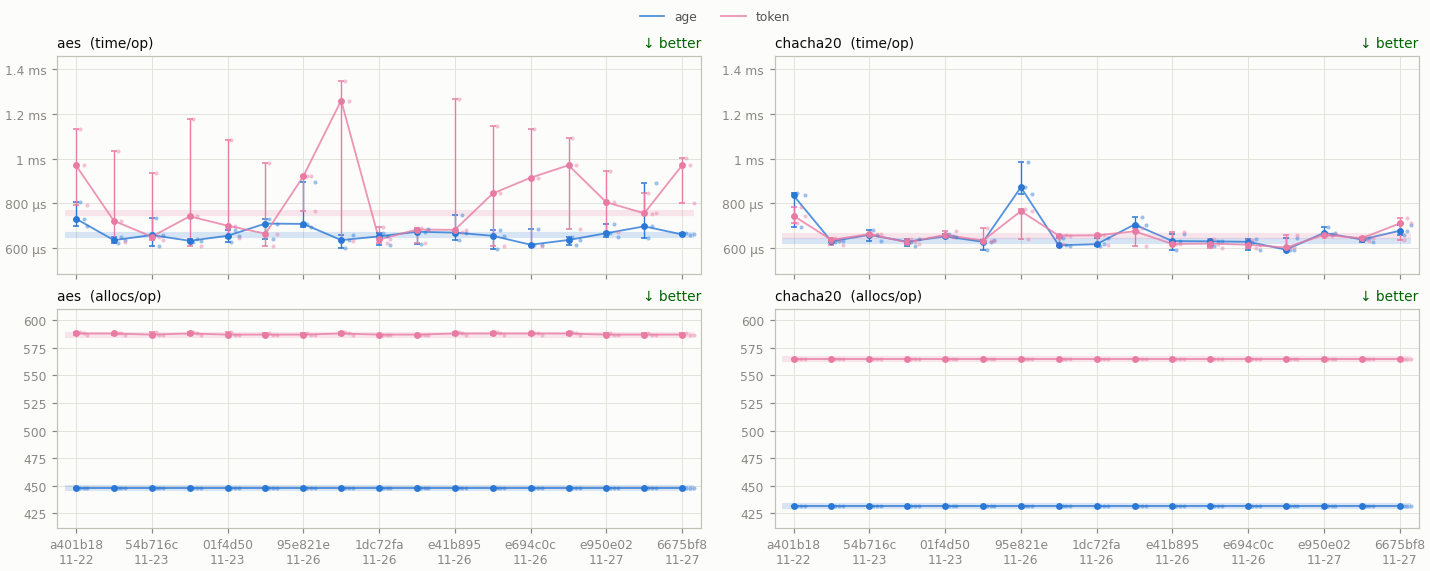 age token
aes (time/op) ↓ better
1.4 ms
1.2 ms
1 ms
800 µs
600 µs
chacha20 (time/op) ↓ better
1.4 ms
1.2 ms
1 ms
800 µs
600 µs
aes (allocs/op) ↓ better
600
575
550
525
500
475
450
425
a401b18 54b716c 01f4d50 95e821e 1dc72fa e41b895 e694c0c e950e02 6675bf8
11-22 11-23 11-23 11-26 11-26 11-26 11-26 11-27 11-27
chacha20 (allocs/op) ↓ better
600
575
550
525
500
475
450
425
a401b18 54b716c 01f4d50 95e821e 1dc72fa e41b895 e694c0c e950e02 6675bf8
11-22 11-23 11-23 11-26 11-26 11-26 11-26 11-27 11-27